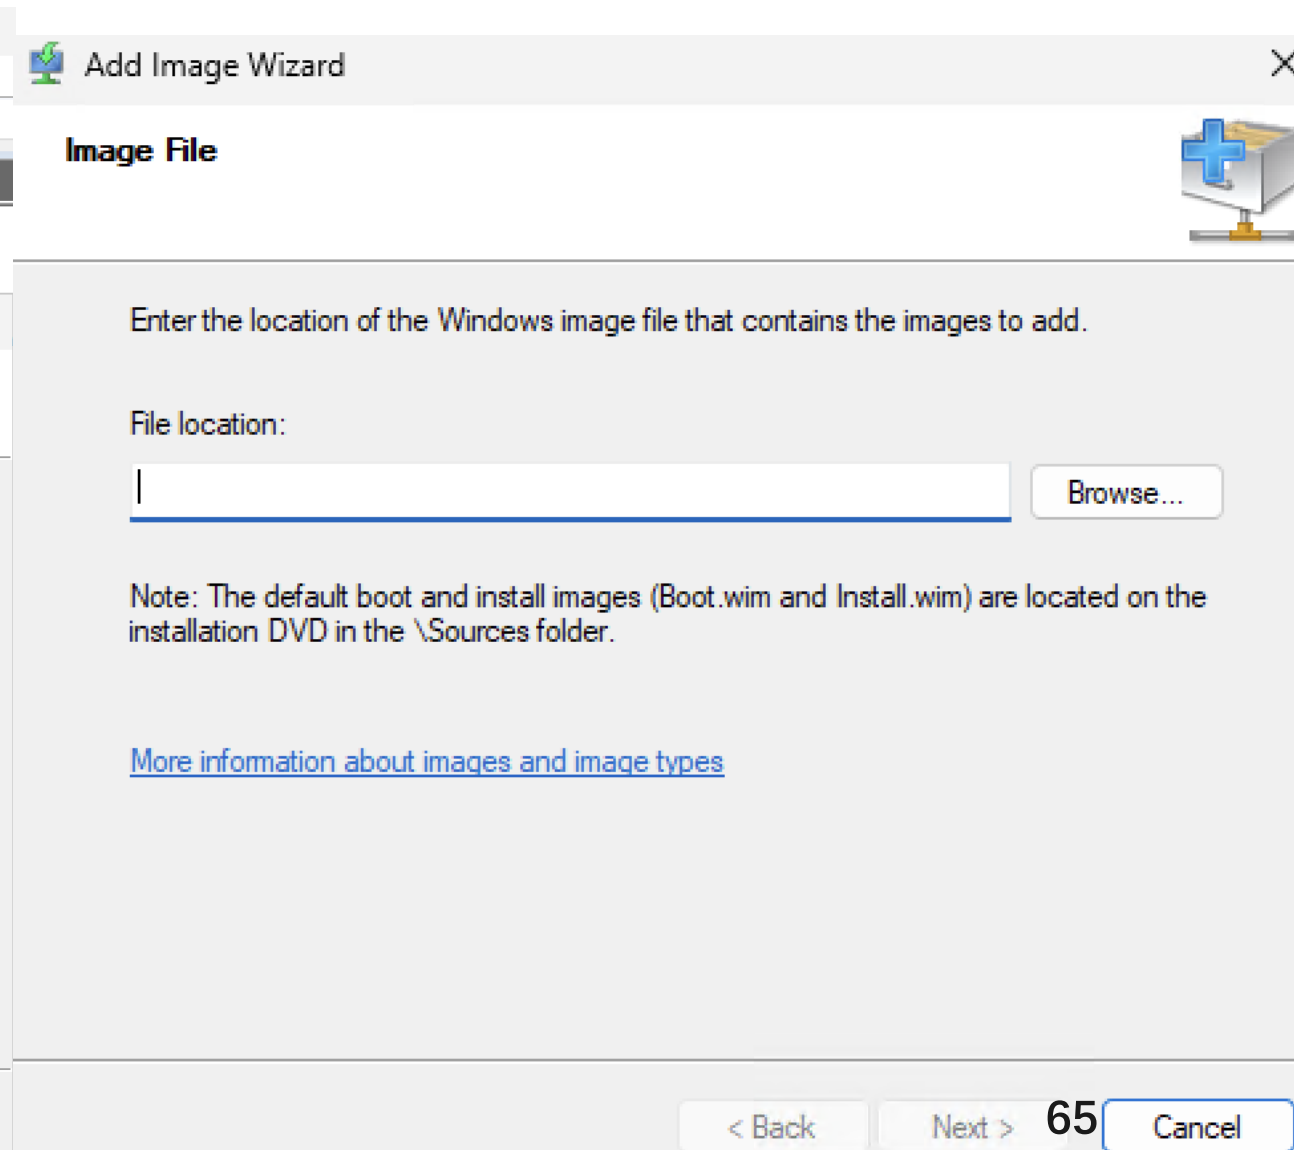 Add Image Wizard
Image File
Enter the location of the Windows image file that contains the images to add.
File location:
Browse...
Note: The default boot and install images (Boot.wim and Install.wim) are located on the
installation DVD in the \Sources folder.
More information about images and image types
< Back Next > 65 Cancel